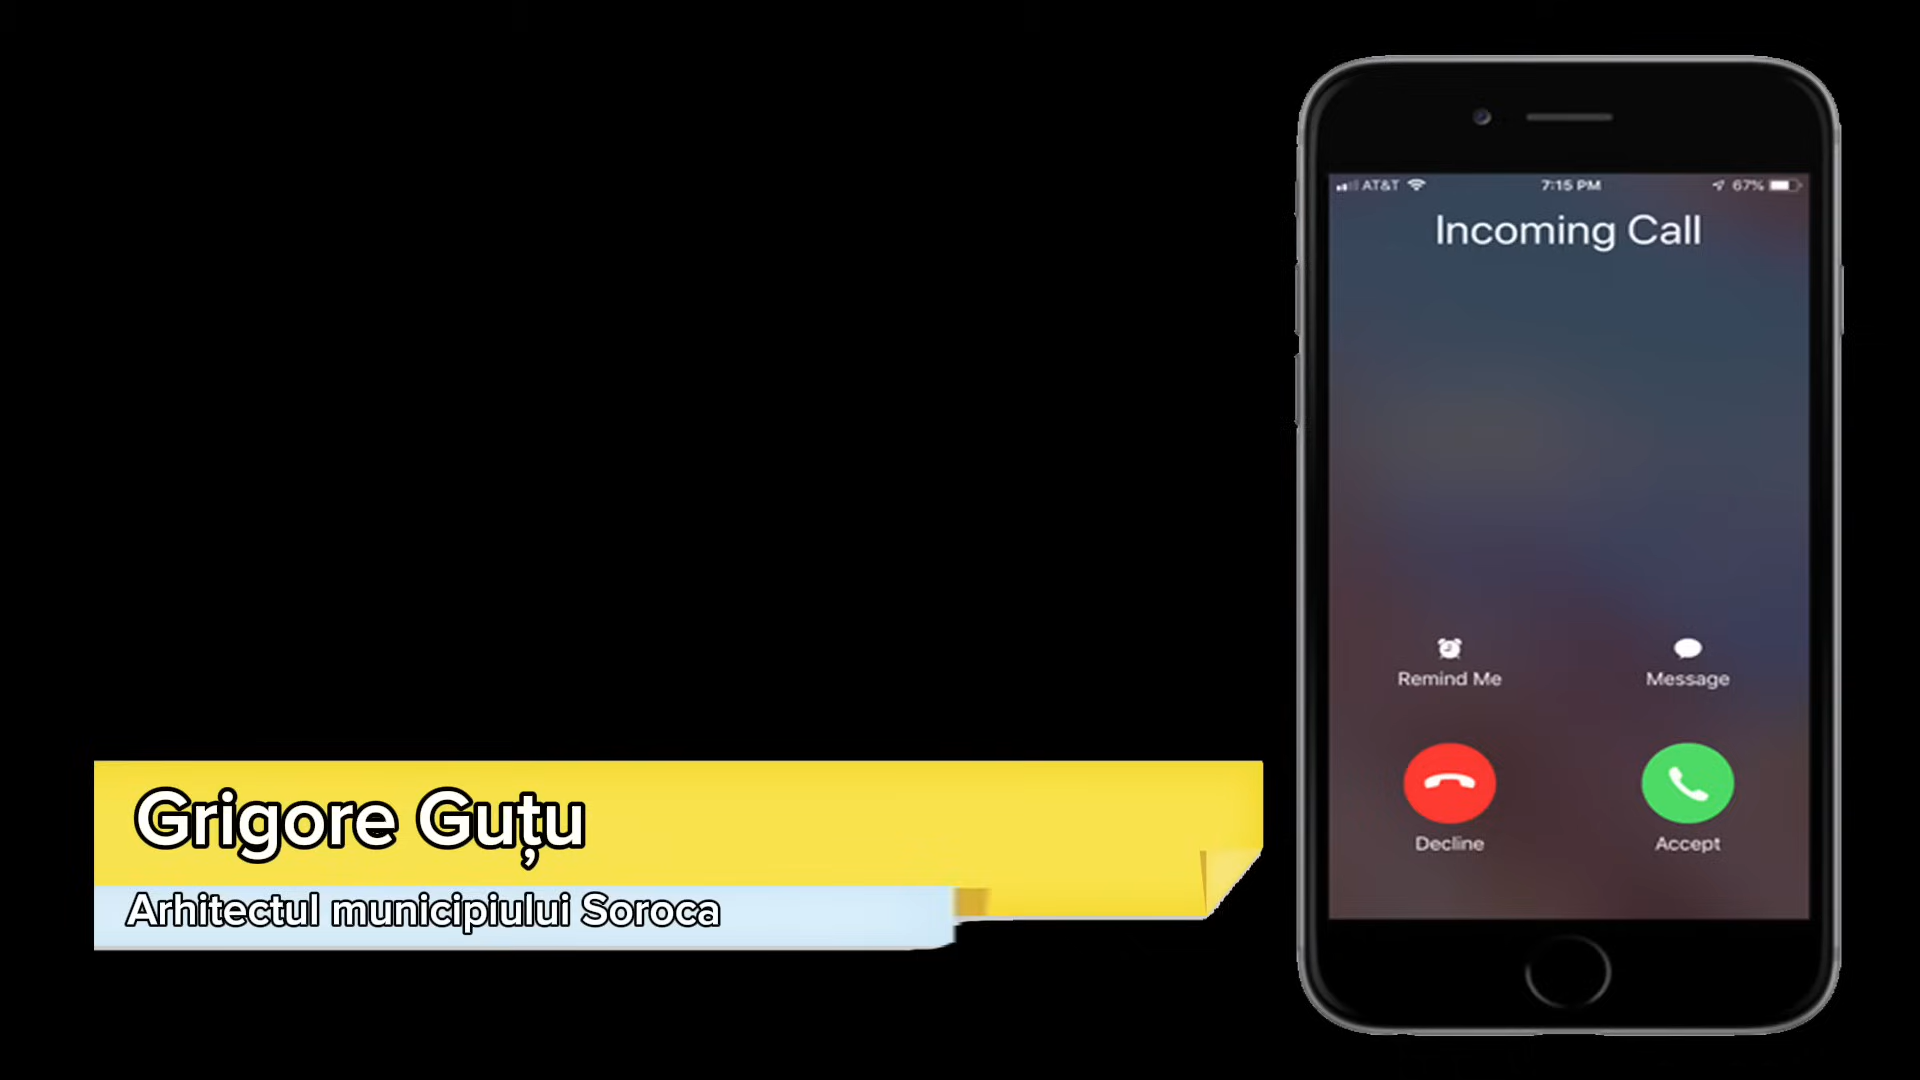 AT&T 7:15 PM 67%
Incoming Call
Remind Me Message
Decline Accept
Grigore Guțu
Arhitectul municipiului Soroca